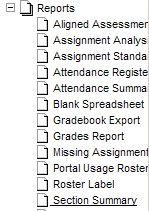 Reports
Aligned Assessmen
Assignment Analys
Assignment Standa
Attendance Registe
Attendance Summa
Blank Spreadsheet
Gradebook Export
Grades Report
Missing Assignment
Portal Usage Roster
Roster Label
Section Summary